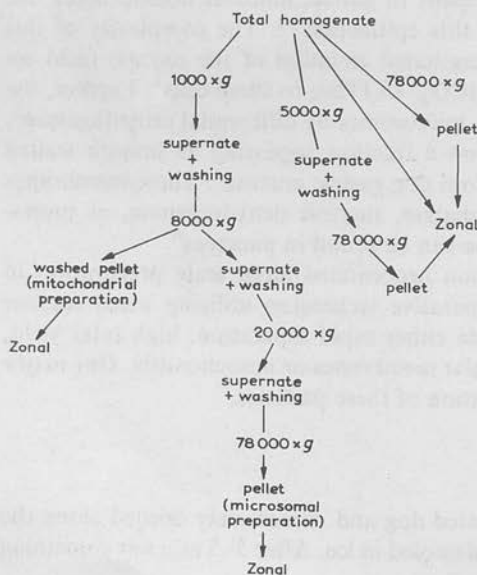 Total homogenate
1000 × g
5000 × g
78 000 × g
supernate
+
washing
supernate
+ washing
pellet
8000 × g
78 000 × g
Zonal
washed pellet
(mitochondrial
preparation)
supernate
+ washing
pellet
Zonal
20 000 × g
supernate
+ washing
78 000 × g
pellet
(microsomal
preparation)
Zonal